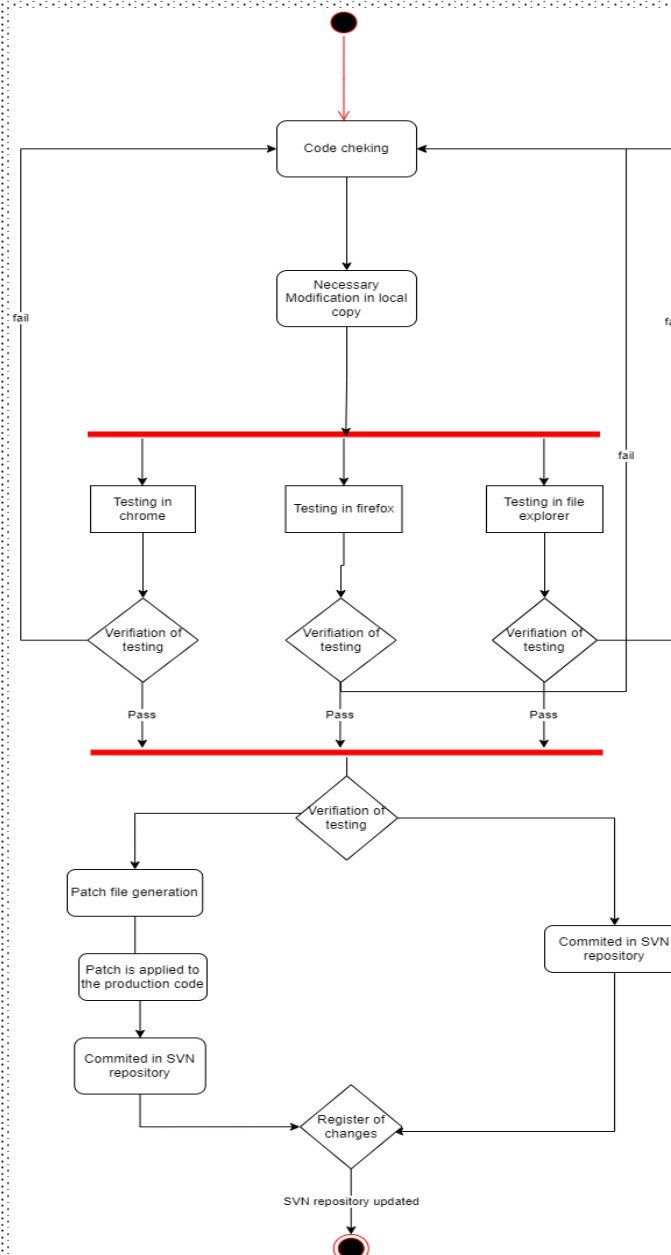 Code cheking
Necessary
Modification in local
copy
fail
fail
Testing in
chrome
Testing in firefox
Testing in file
explorer
Verifiation of
testing
Verifiation of
testing
Verifiation of
testing
Pass
Pass
Pass
Verifiation of
testing
Patch file generation
Commited in SVN
repository
Patch is applied to
the production code
Commited in SVN
repository
Register of
changes
SVN repository updated